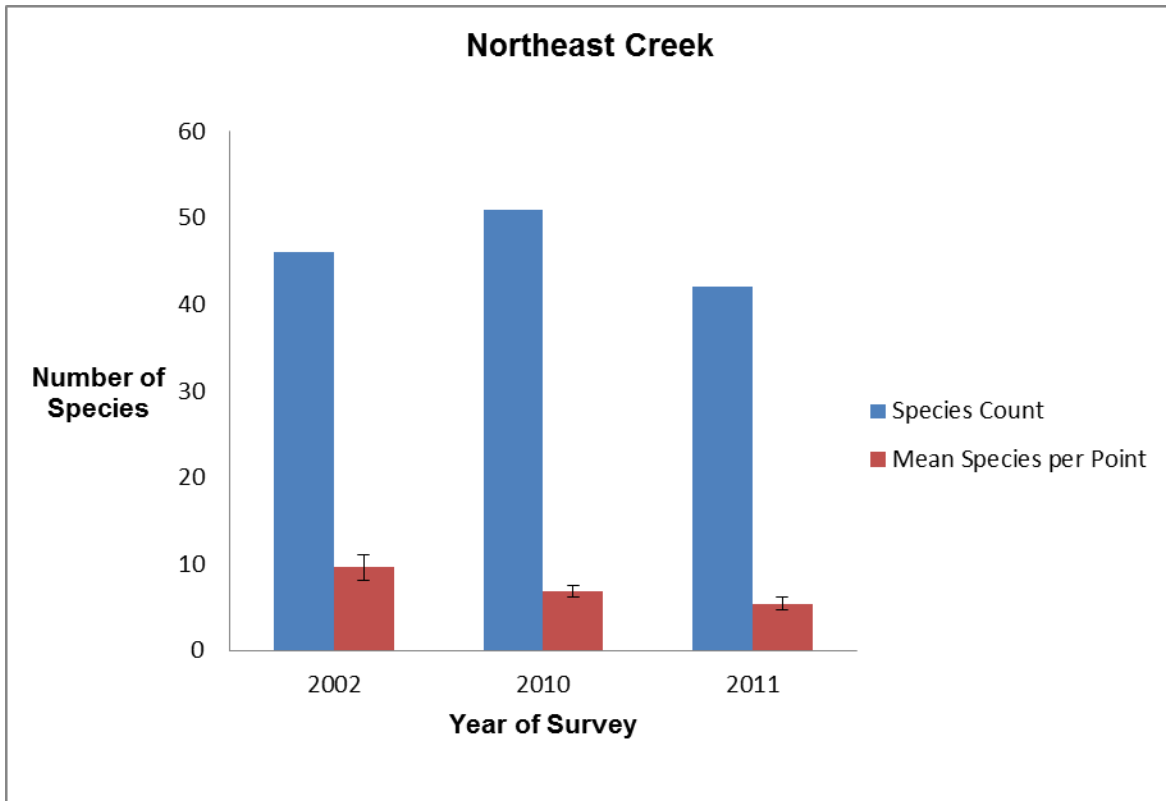 Northeast Creek
60
50
40
30
20
10
0
Number of
Species
2002 2010 2011
Year of Survey
Species Count
Mean Species per Point